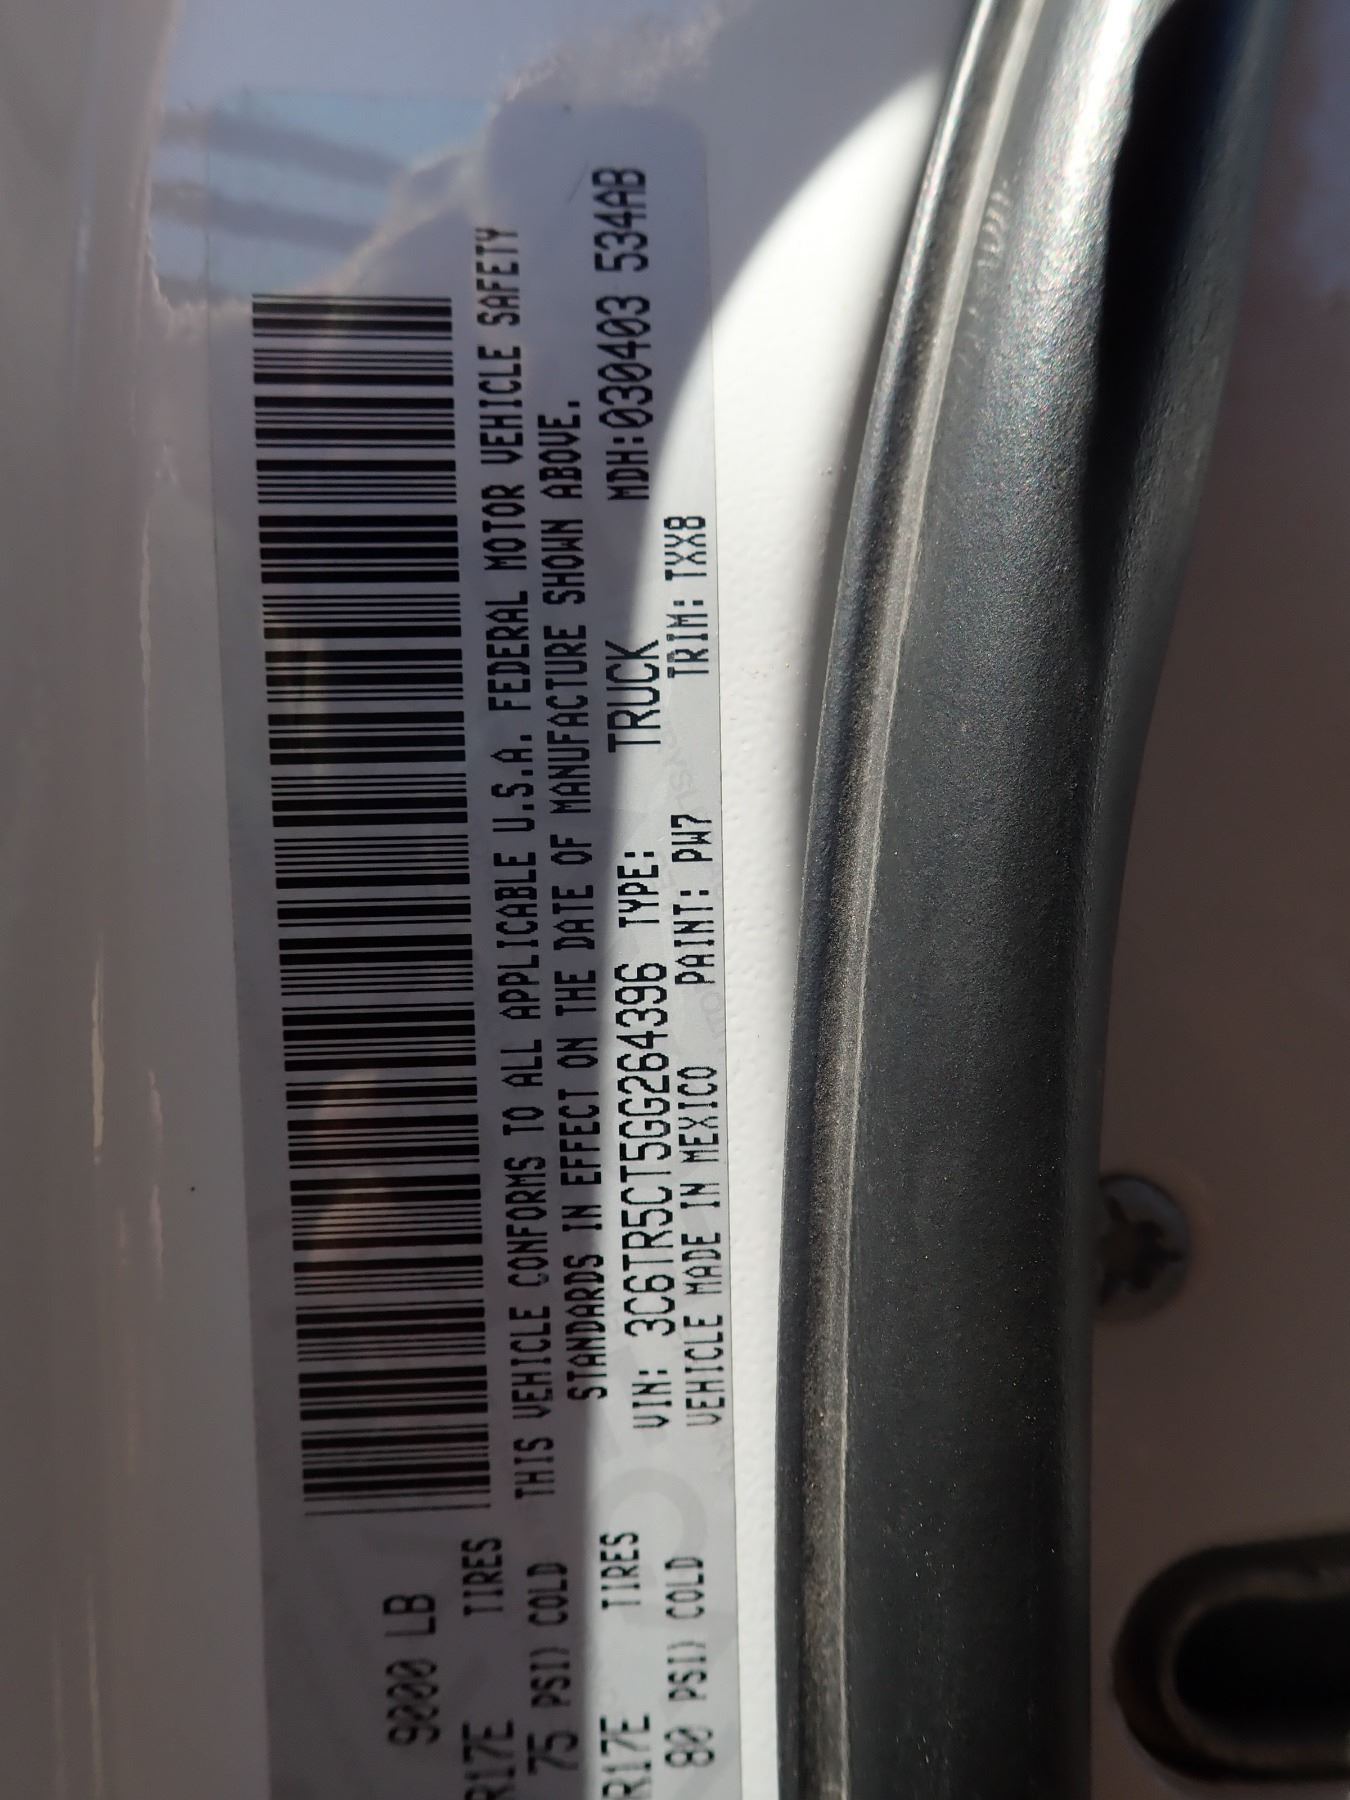 9000 LB
R17E TIRES
75 PSI) COLD
R17E TIRES
80 PSI) COLD
THIS VEHICLE CONFORMS TO ALL APPLICABLE U.S.A. FEDERAL MOTOR VEHICLE SAFETY
STANDARDS IN EFFECT ON THE DATE OF MANUFACTURE SHOWN ABOVE.
VIN: 3C6TR5CT5GG264396 TYPE: TRUCK MDH:030403 534AB
VEHICLE MADE IN MEXICO PAINT: PW7 TRIM: TXX8